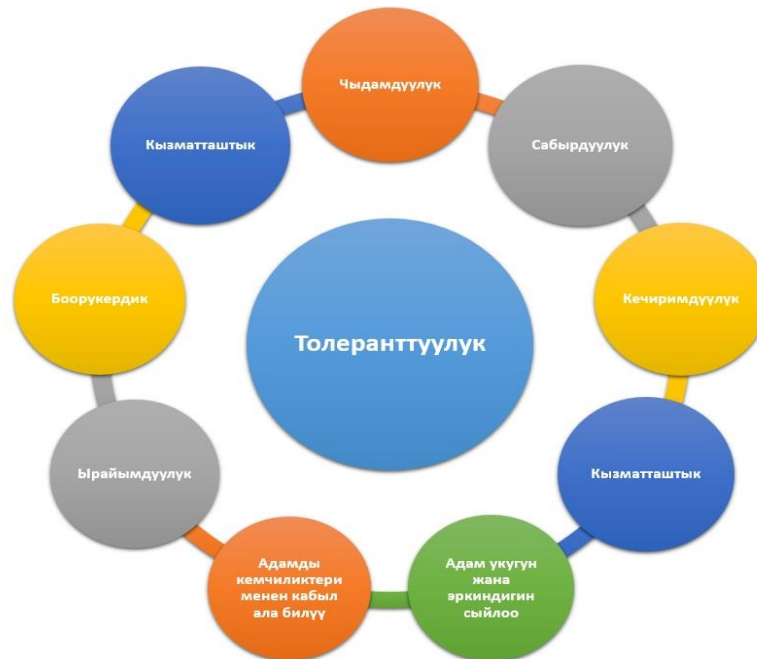 Чыдамдуулук
Сабырдуулук
Кечиримдүүлүк
Кызматташтык
Адам укугун
жана
эркиндигин
сыйлоо
Адамды
кемчиликтери
менен кабыл
ала билүү
Ырайымдуулук
Боорукердик
Кызматташтык
Толеранттуулук